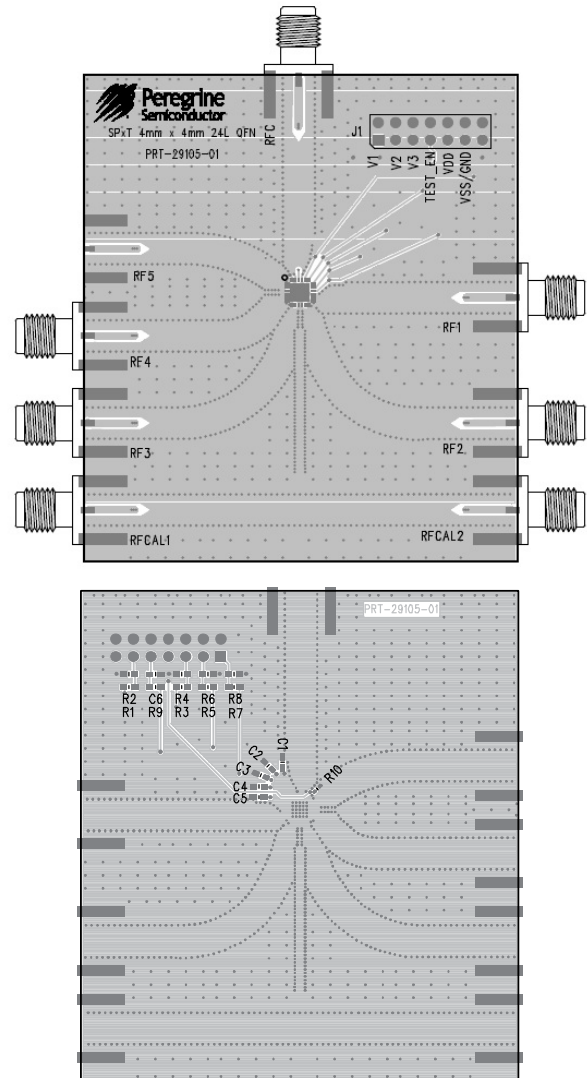 Peregrine
Semiconductor
SPxT 4mm x 4mm 24L QFN
PRT-29105-01
RFC
J1
V1
V2
V3
TEST_EN
VDD
VSS/GND
RF5
RF1
RF4
RF3
RF2
RFCAL1
RFCAL2
PRT-29105-01
R2 C6 R4 R6 R8
R1 R9 R3 R5 R7
C1
C2
C3
R10
C4
C5